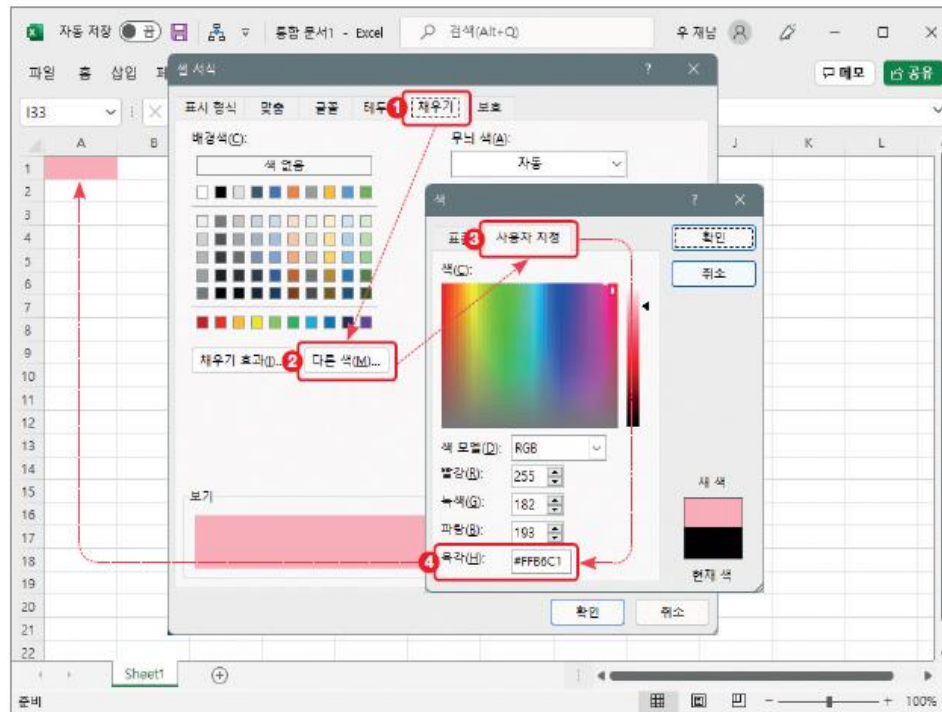 자동 저장 끔 통합 문서1 - Excel 검색(Alt+Q) 우 재남
파일 홈 삽입 메모 공유
I33
셀 서식
표시 형식 맞춤 글꼴 1 채우기 보호
배경색(C):
색 없음
무늬 색(A):
자동
채우기 효과(I)... 2 다른 색(M)...
보기
확인 취소
색
3 사용자 지정
색(C):
색 모델(D): RGB
빨강(R): 255
녹색(G): 182
파랑(B): 193
4 육각(H): #FFB6C1
확인
취소
새 색
현재 색
A B J K L
1
2
3
4
5
6
7
8
9
10
11
12
13
14
15
16
17
18
19
20
21
22
Sheet1
준비 100%